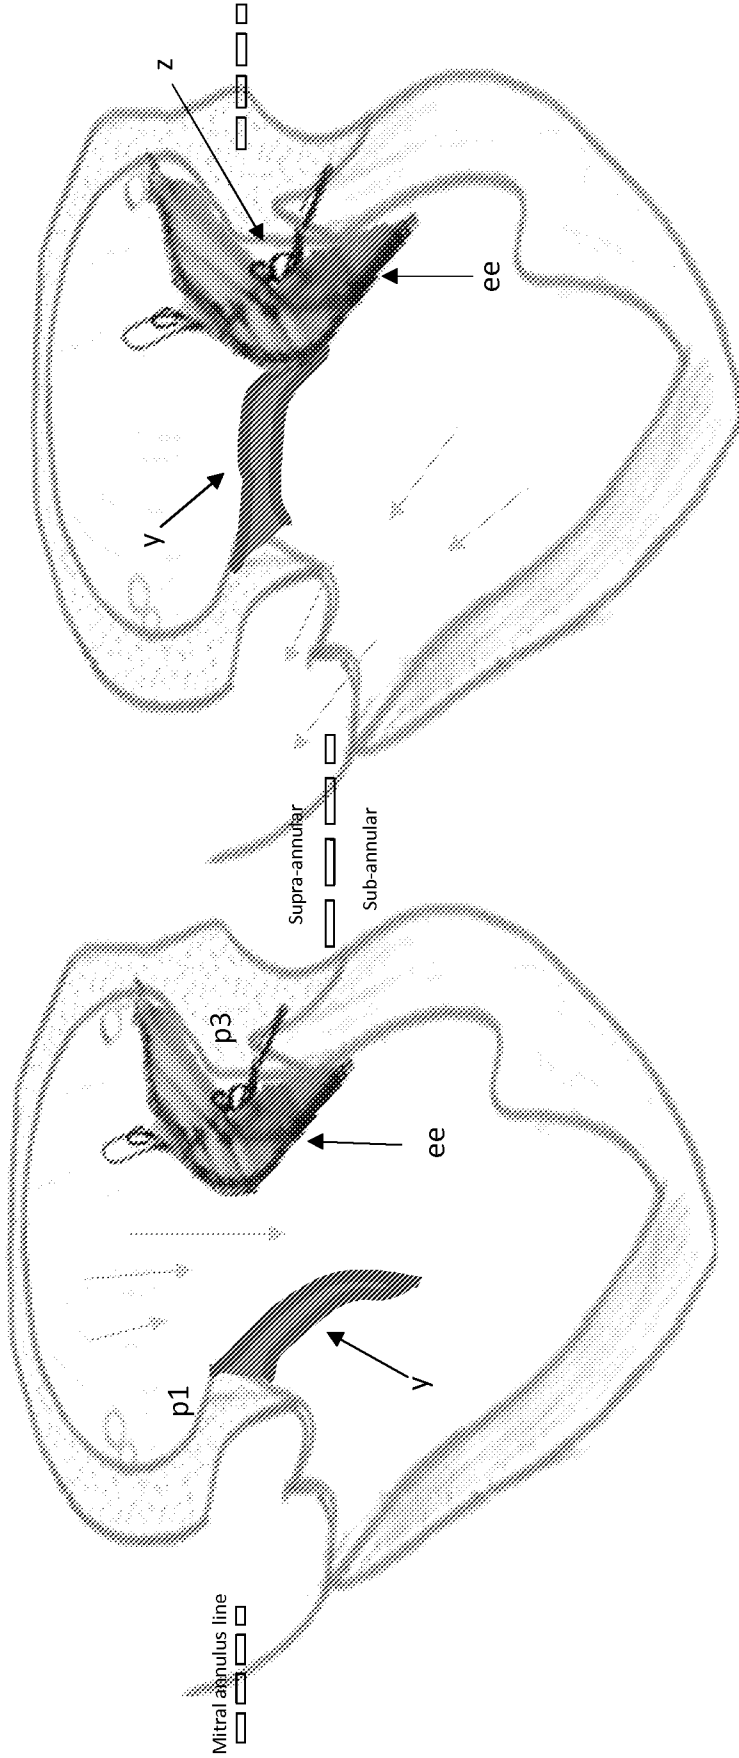 Mitral annulus line
p1
y
ee
p3
Supra-annular
Sub-annular
y
ee
z